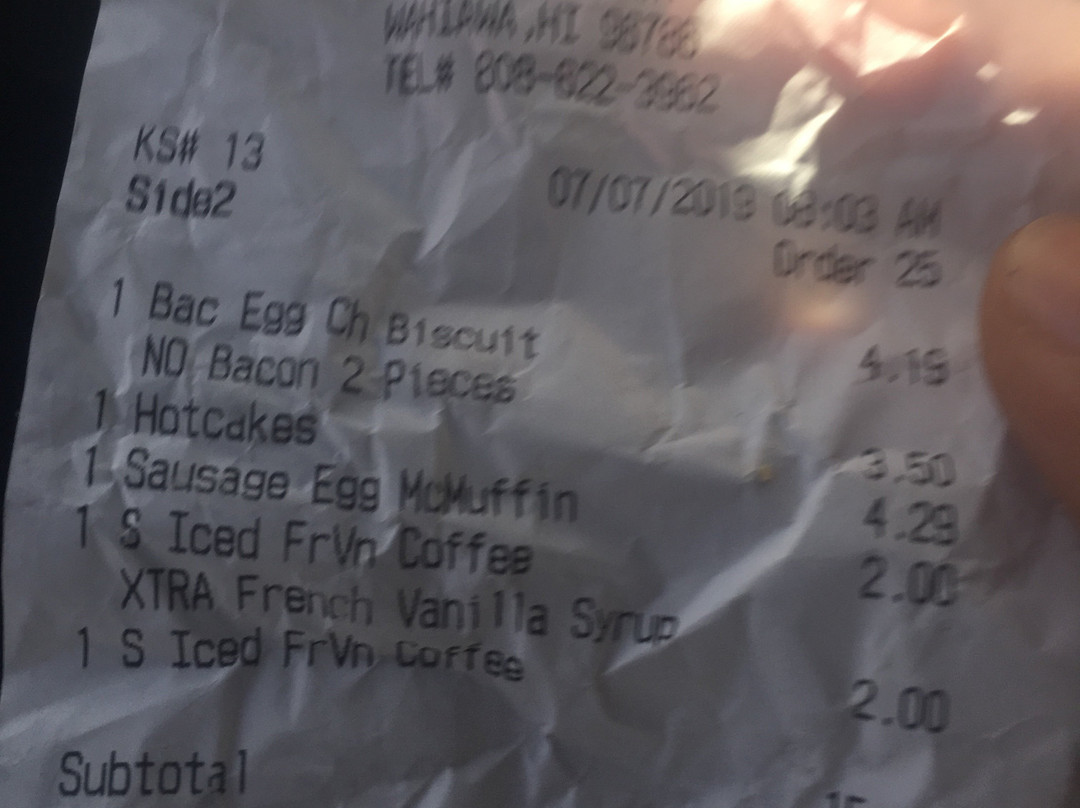 WAHIAWA,HI 96786
TEL# 808-622-3962
KS# 13
Side2
07/07/2019 08:03 AM
Order 25
1 Bac Egg Ch Biscuit 4.19
NO Bacon 2 Pieces
1 Hotcakes 3.50
1 Sausage Egg McMuffin 4.29
1 S Iced FrVn Coffee 2.00
XTRA French Vanilla Syrup
1 S Iced FrVn Coffee 2.00
Subtotal